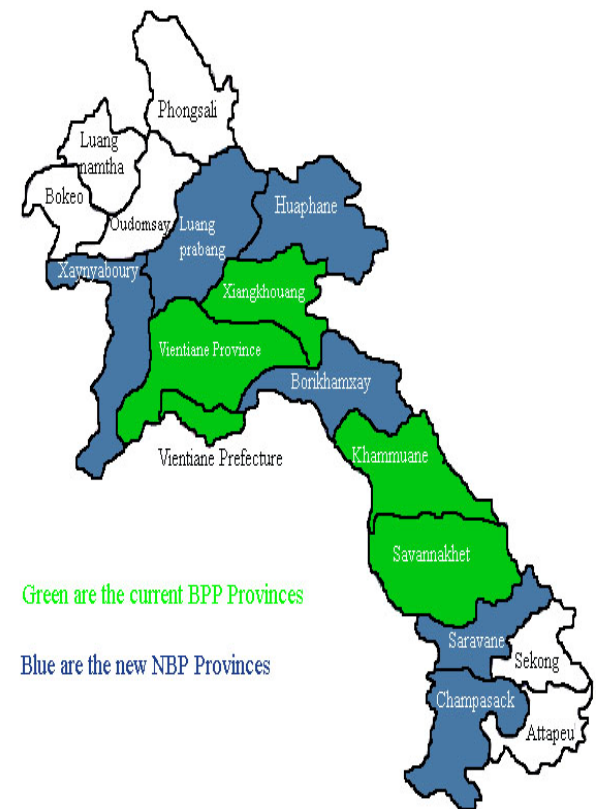 Phongsali
Luang
namtha
Bokeo
Oudomsay
Luang
prabang
Huaphane
Xaynyaboury
Xiangkhouang
Vientiane Province
Borikhamxay
Vientiane Prefecture
Khammuane
Savannakhet
Green are the current BPP Provinces
Saravane
Sekong
Blue are the new NBP Provinces
Champasack
Attapeu